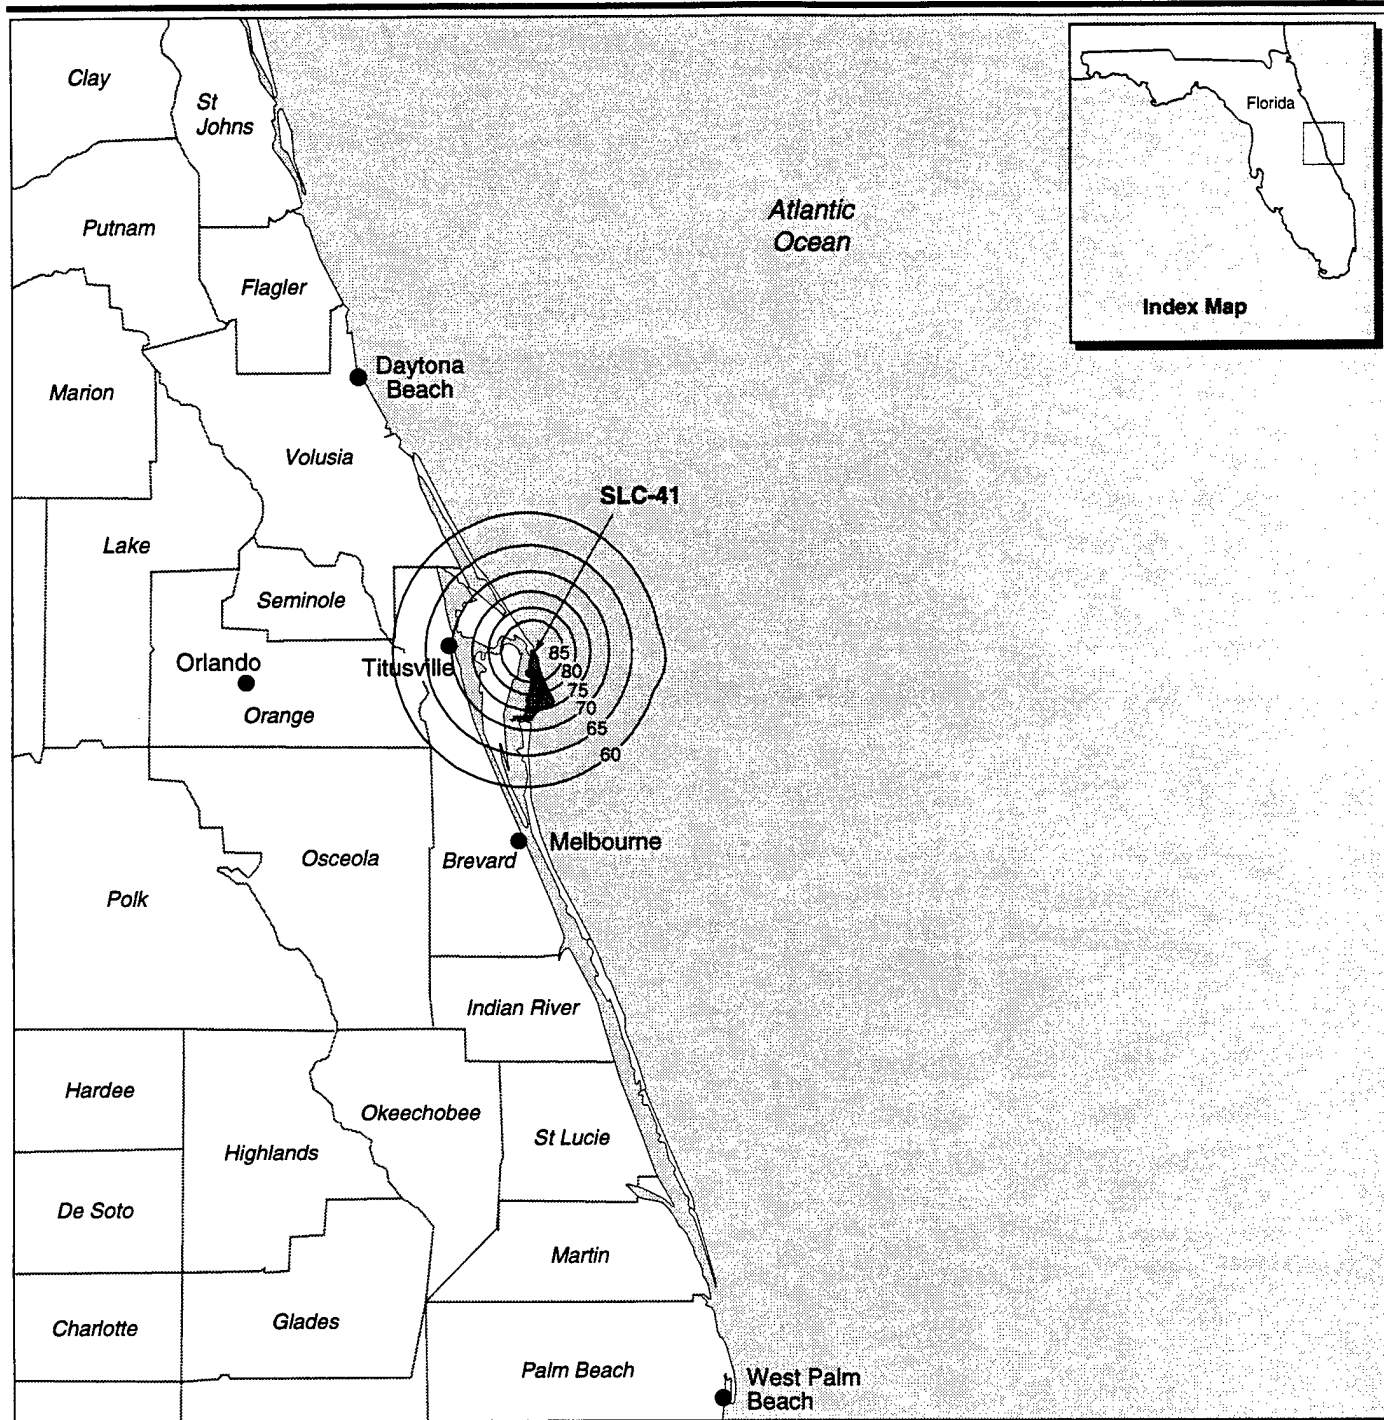 Clay
St
Johns
Florida
Atlantic
Ocean
Putnam
Flagler
Index Map
Daytona
Beach
Marion
Volusia
SLC-41
Lake
Seminole
Orlando
Titusville
85
80
75
70
65
60
Orange
Melbourne
Osceola
Brevard
Polk
Indian River
Hardee
Okeechobee
St Lucie
Highlands
De Soto
Martin
Glades
Charlotte
Palm Beach
West Palm
Beach